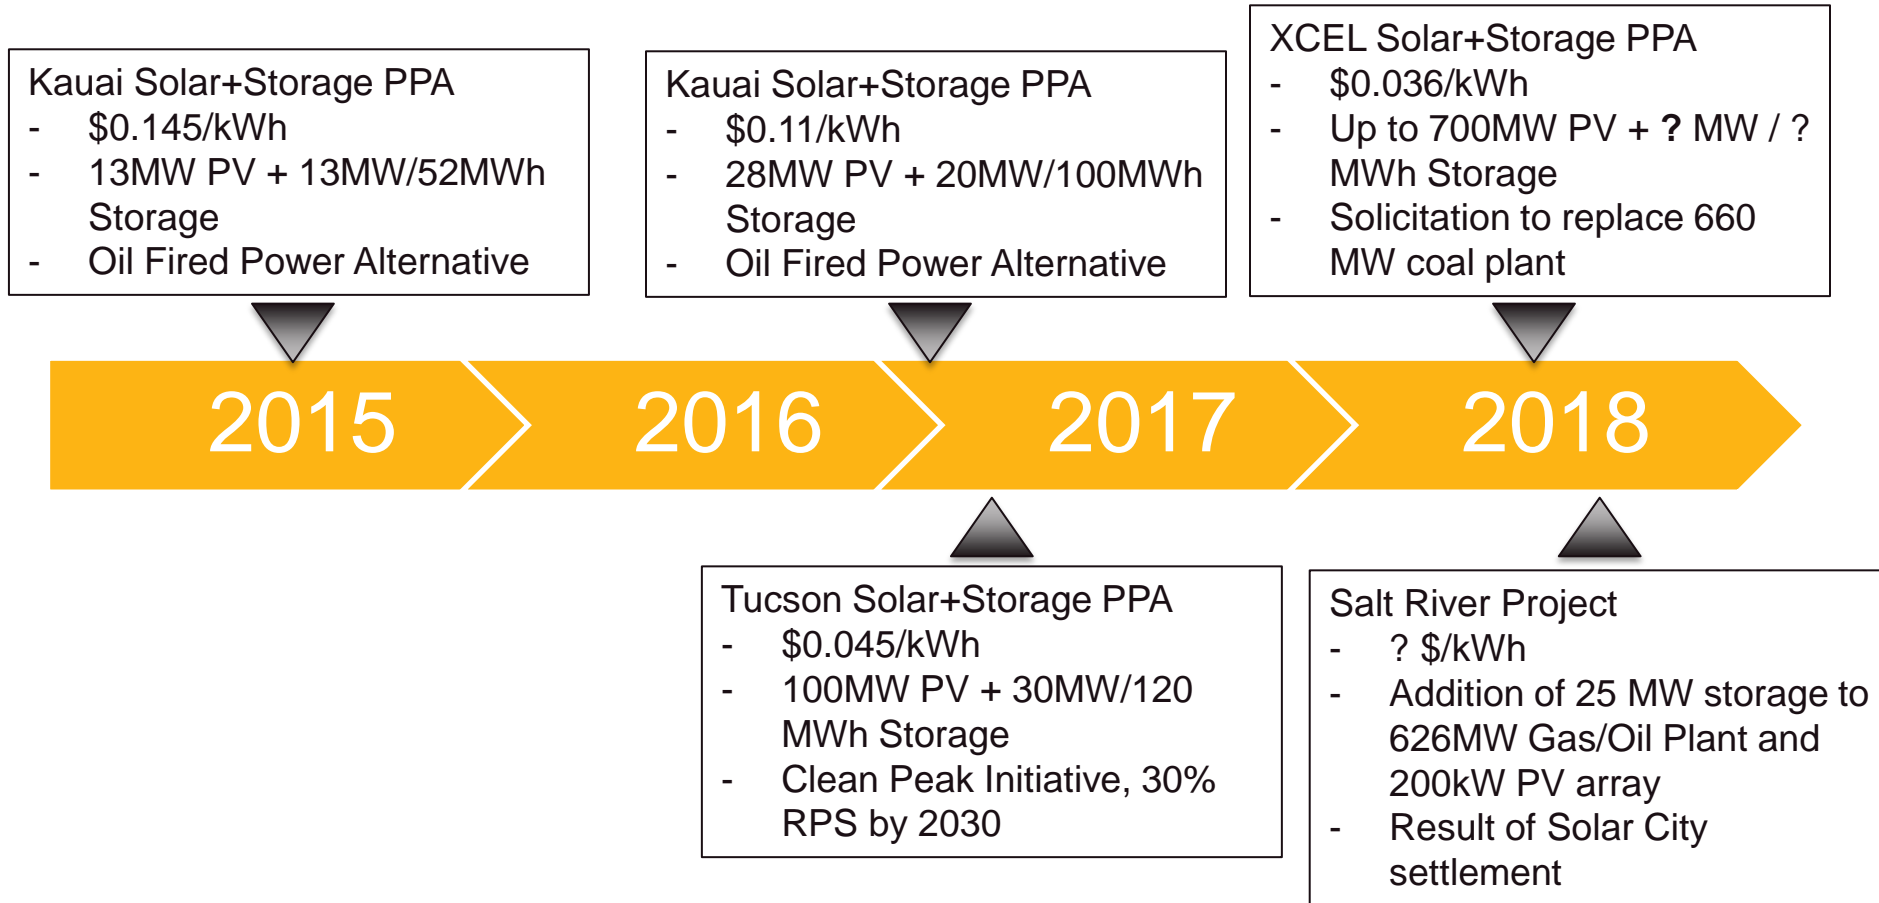 Kauai Solar+Storage PPA
- $0.145/kWh
- 13MW PV + 13MW/52MWh
Storage
- Oil Fired Power Alternative
Kauai Solar+Storage PPA
- $0.11/kWh
- 28MW PV + 20MW/100MWh
Storage
- Oil Fired Power Alternative
XCEL Solar+Storage PPA
- $0.036/kWh
- Up to 700MW PV + ? MW / ?
MWh Storage
- Solicitation to replace 660
MW coal plant
2015
2016
2017
2018
Tucson Solar+Storage PPA
- $0.045/kWh
- 100MW PV + 30MW/120
MWh Storage
- Clean Peak Initiative, 30%
RPS by 2030
Salt River Project
- ? $/kWh
- Addition of 25 MW storage to
626MW Gas/Oil Plant and
200kW PV array
- Result of Solar City
settlement